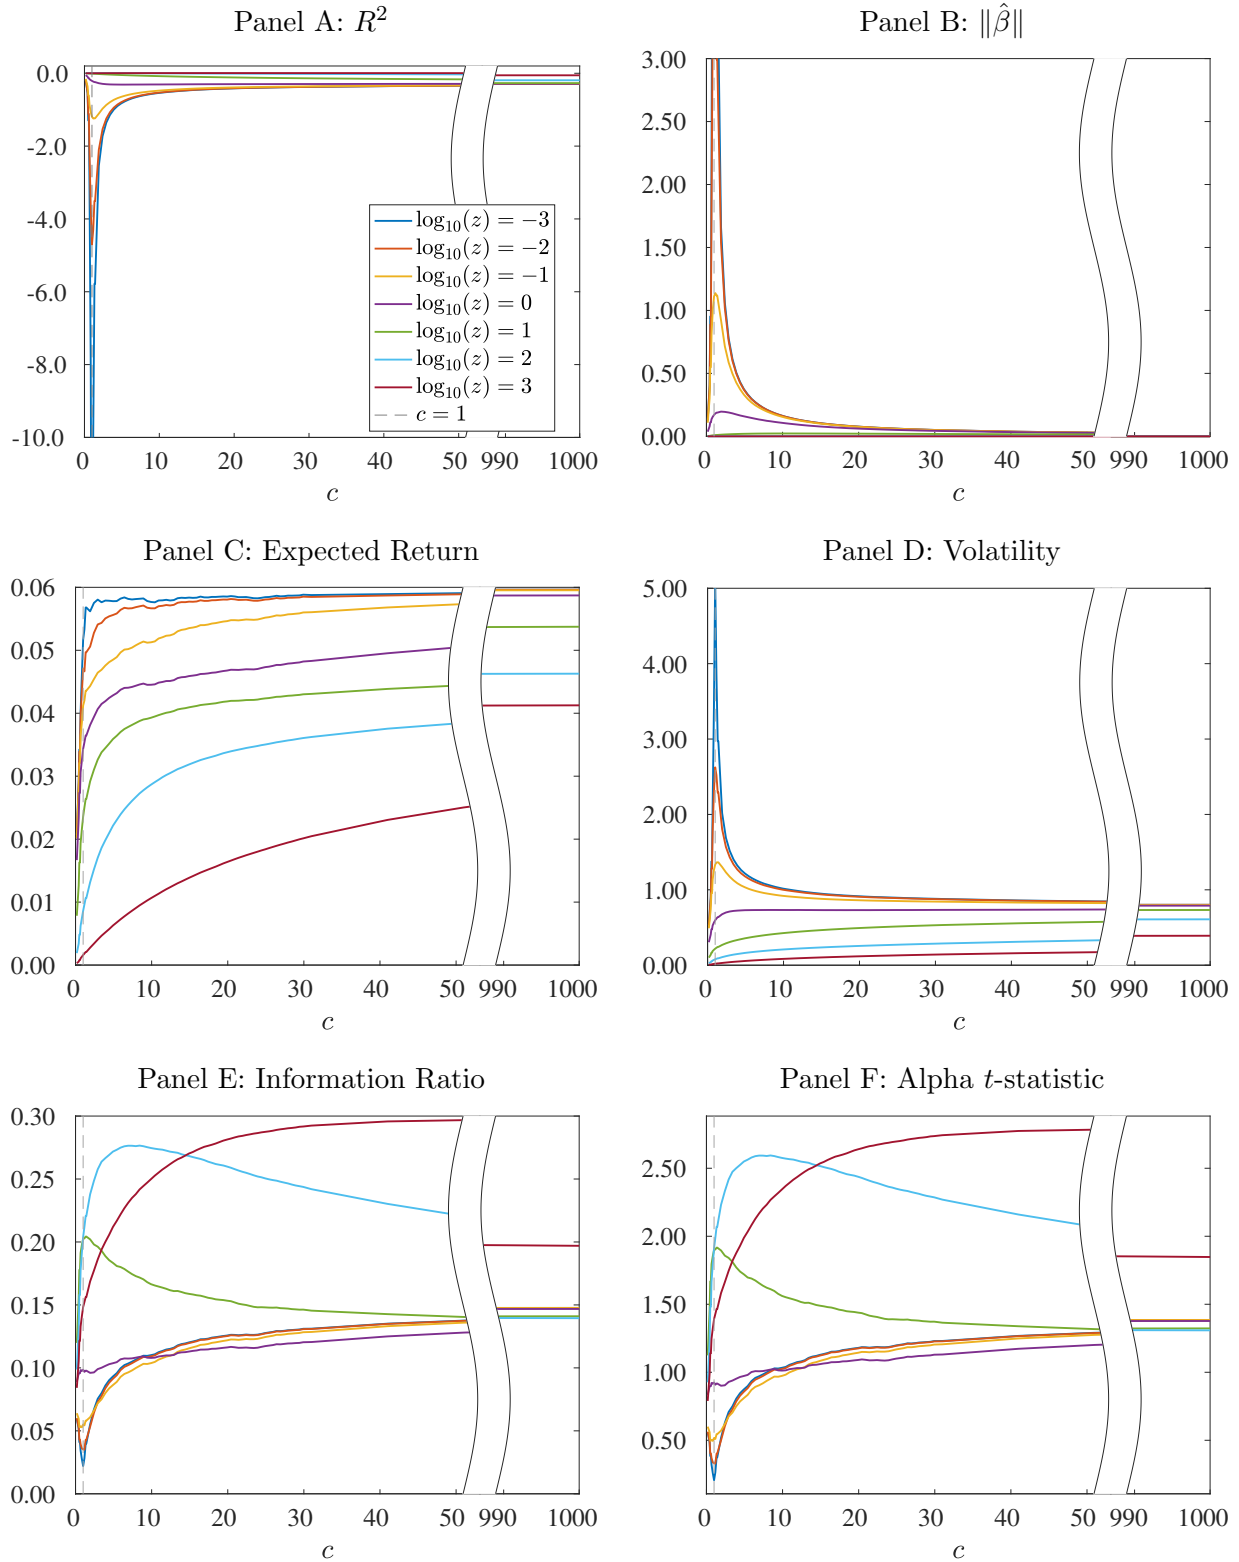 Panel A: R²
0.0
-2.0
-4.0
-6.0
-8.0
-10.0
0 10 20 30 40 50 990 1000
c
log₁₀(z) = −3
log₁₀(z) = −2
log₁₀(z) = −1
log₁₀(z) = 0
log₁₀(z) = 1
log₁₀(z) = 2
log₁₀(z) = 3
c = 1
Panel B: ‖β̂‖
3.00
2.50
2.00
1.50
1.00
0.50
0.00
0 10 20 30 40 50 990 1000
c
Panel C: Expected Return
0.06
0.05
0.04
0.03
0.02
0.01
0.00
0 10 20 30 40 50 990 1000
c
Panel D: Volatility
5.00
4.00
3.00
2.00
1.00
0.00
0 10 20 30 40 50 990 1000
c
Panel E: Information Ratio
0.30
0.25
0.20
0.15
0.10
0.05
0.00
0 10 20 30 40 50 990 1000
c
Panel F: Alpha t-statistic
2.50
2.00
1.50
1.00
0.50
0 10 20 30 40 50 990 1000
c